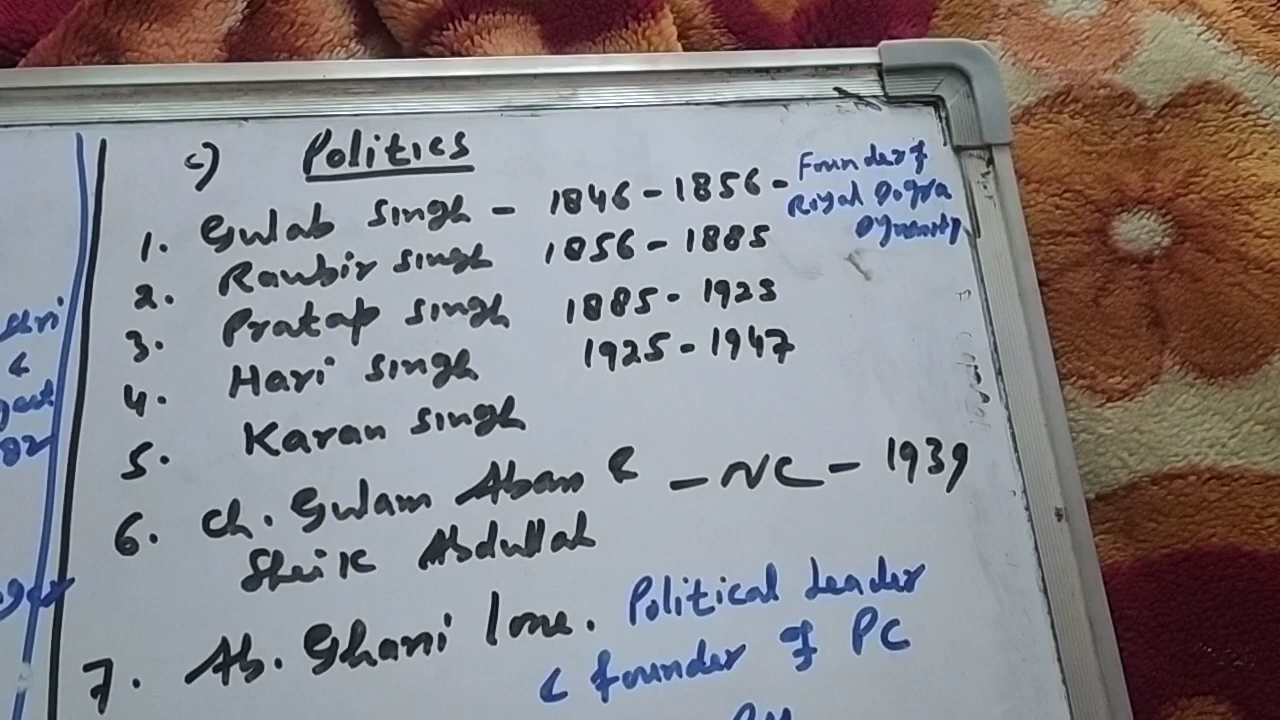 c) Politics
1. Gulab Singh - 1846 - 1856 - Founder of
Royal Dogra
Dynasty
2. Ranbir Singh 1856 - 1885
3. Pratap Singh 1885 - 1925
4. Hari Singh 1925 - 1947
5. Karan Singh
6. Ch. Gulam Abas & - NC - 1939
Sheik Abdullah
7. Ab. Ghani lone. Political Leader
& founder of PC